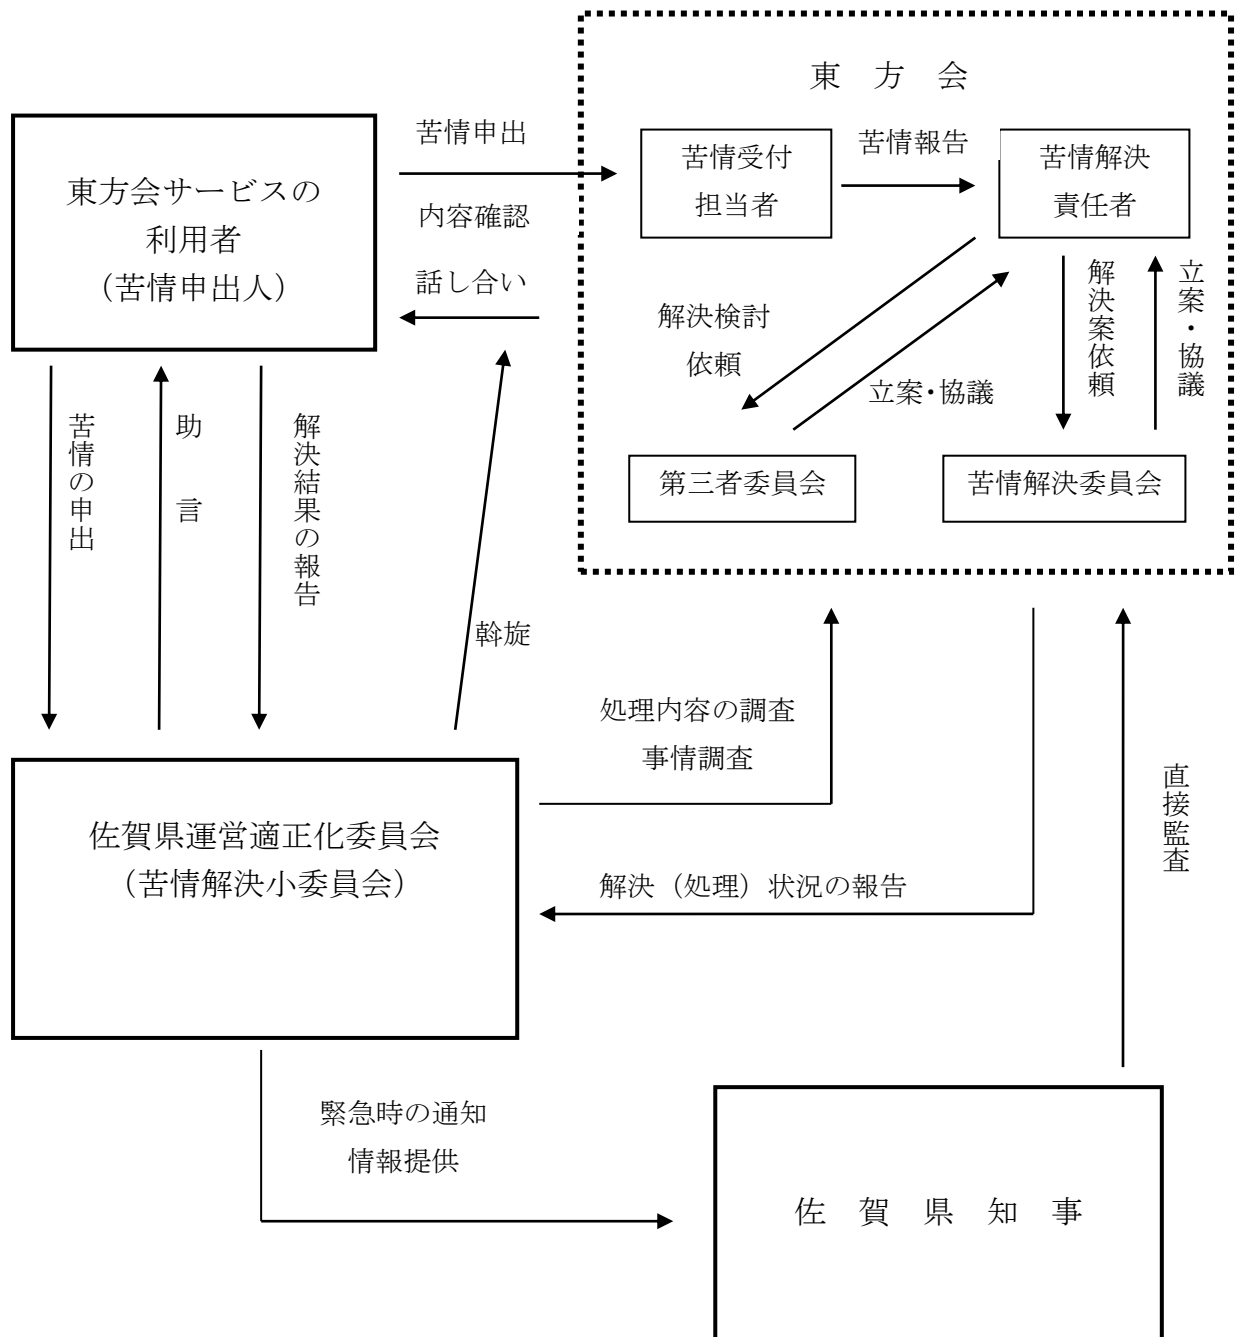 東 方 会
苦情申出
内容確認
話し合い
東方会サービスの
利用者
（苦情申出人）
苦情受付
担当者
苦情報告
苦情解決
責任者
解決検討
依頼
立案・協議
解決案依頼
立案・協議
第三者委員会
苦情解決委員会
苦情の申出
助 言
解決結果の報告
斡旋
処理内容の調査
事情調査
直接監査
佐賀県運営適正化委員会
（苦情解決小委員会）
解決（処理）状況の報告
緊急時の通知
情報提供
佐 賀 県 知 事